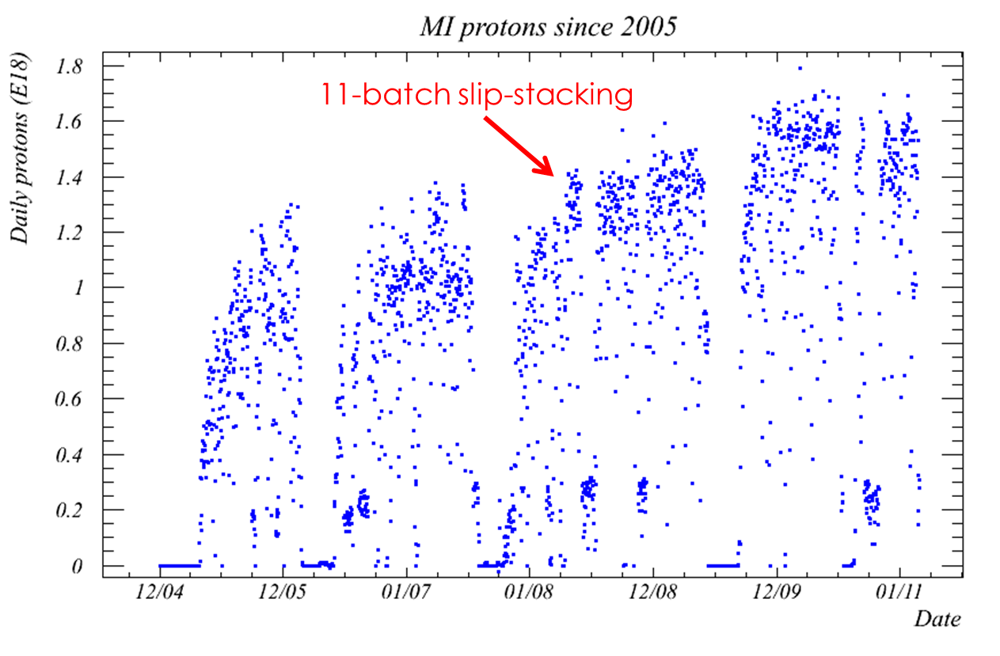 MI protons since 2005
11-batch slip-stacking
Daily protons (E18)
1.8
1.6
1.4
1.2
1
0.8
0.6
0.4
0.2
0
12/04 12/05 01/07 01/08 12/08 12/09 01/11
Date